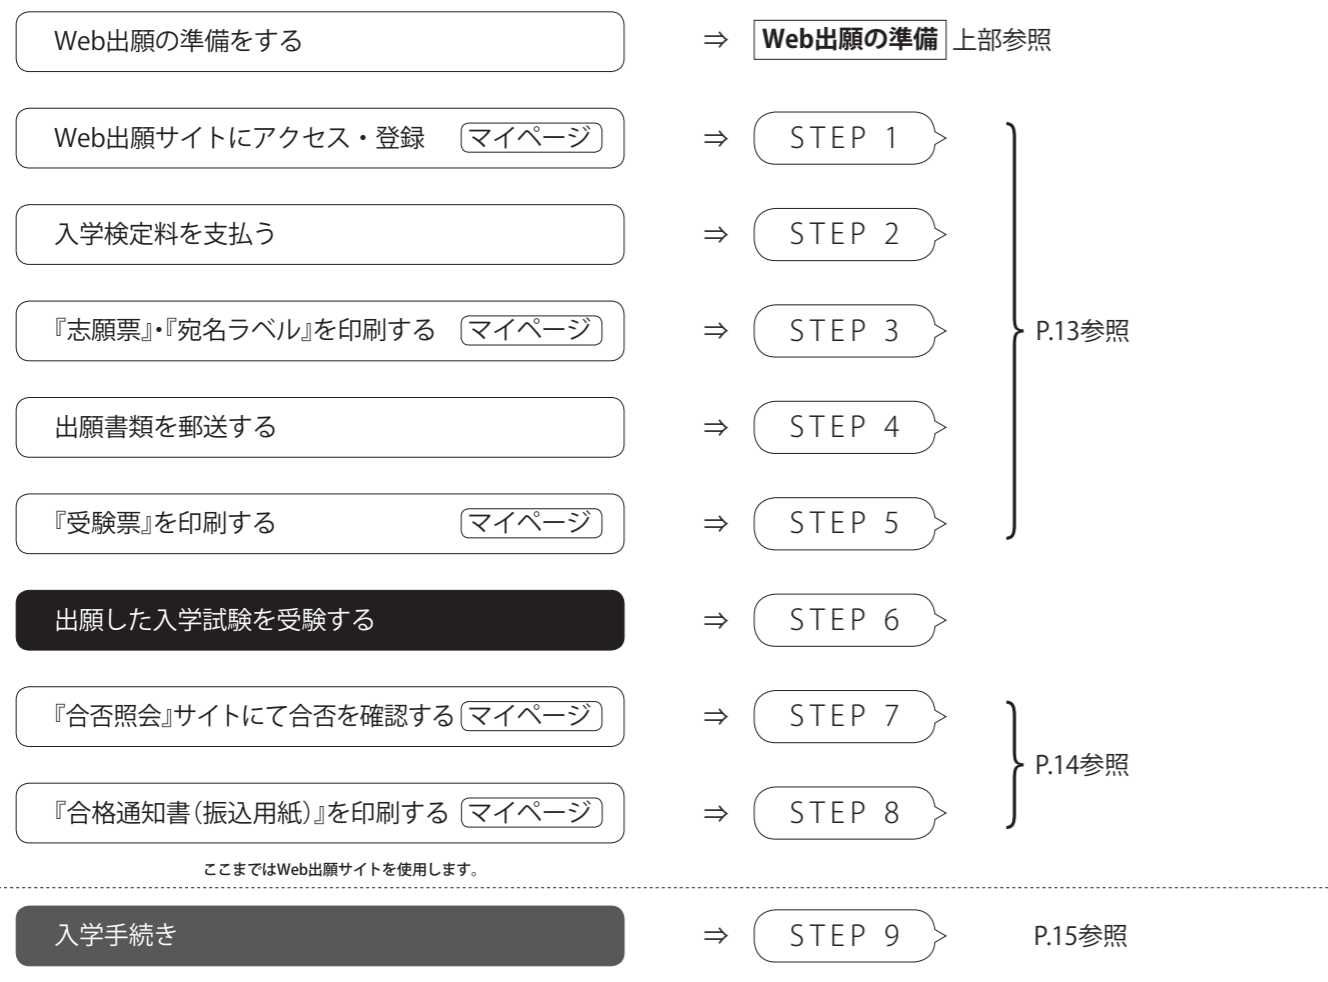 Web出願の準備をする ⇒ Web出願の準備 上部参照
Web出願サイトにアクセス・登録 マイページ ⇒ STEP 1
入学検定料を支払う ⇒ STEP 2
『志願票』・『宛名ラベル』を印刷する マイページ ⇒ STEP 3 P.13参照
出願書類を郵送する ⇒ STEP 4
『受験票』を印刷する マイページ ⇒ STEP 5
出願した入学試験を受験する ⇒ STEP 6
『合否照会』サイトにて合否を確認する マイページ ⇒ STEP 7
P.14参照
『合格通知書(振込用紙)』を印刷する マイページ ⇒ STEP 8
ここまではWeb出願サイトを使用します。
入学手続き ⇒ STEP 9 P.15参照